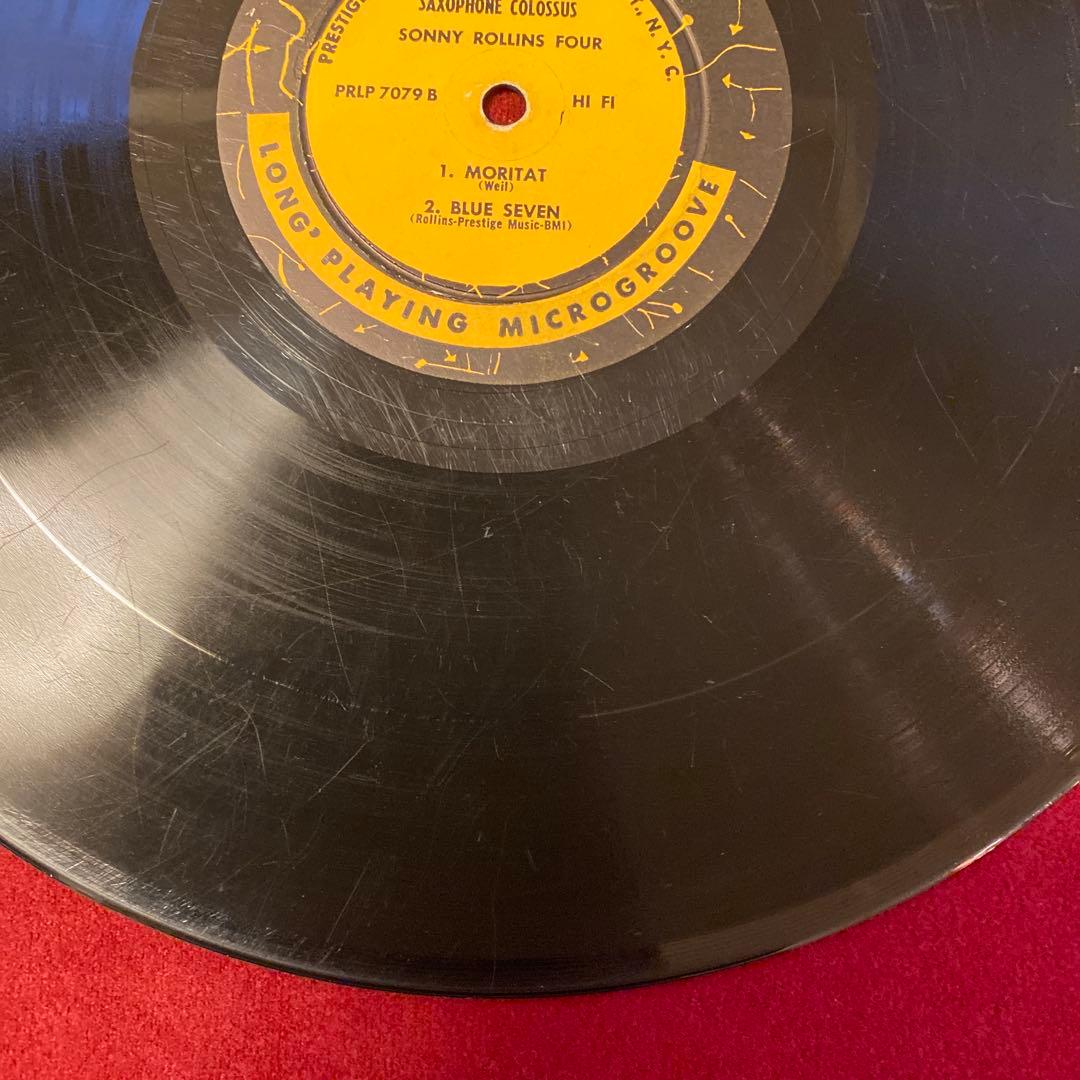 SAXOPHONE COLOSSUS
SONNY ROLLINS FOUR
PRESTIGE
N.Y.C.
PRLP 7079 B
HI FI
1. MORITAT
(Weil)
2. BLUE SEVEN
(Rollins-Prestige Music-BMI)
LONG PLAYING MICROGROOVE